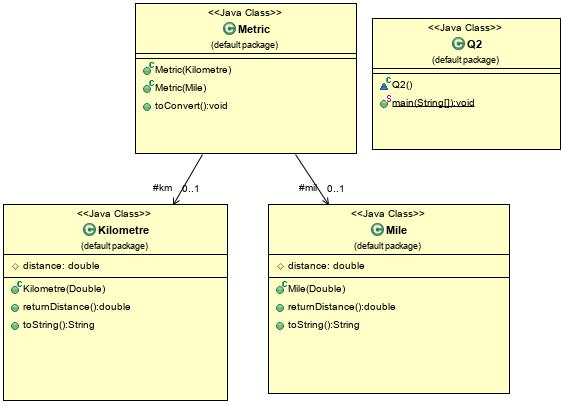 <<Java Class>>
Metric
(default package)
Metric(Kilometre)
Metric(Mile)
toConvert():void
<<Java Class>>
Q2
(default package)
Q2()
main(String[]):void
#km 0..1
#mil 0..1
<<Java Class>>
Kilometre
(default package)
distance: double
Kilometre(Double)
returnDistance():double
toString():String
<<Java Class>>
Mile
(default package)
distance: double
Mile(Double)
returnDistance():double
toString():String